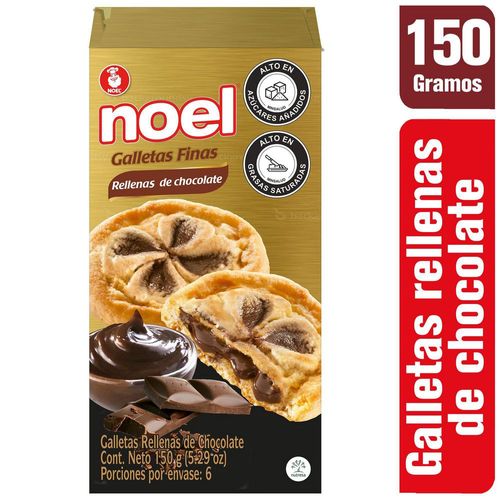 NOEL
noel
Galletas Finas
Rellenas de chocolate
ALTO EN
AZÚCARES AÑADIDOS
MINSALUD
ALTO EN
GRASAS SATURADAS
MINSALUD
Galletas Rellenas de Chocolate
Cont. Neto 150 g (5.29 oz)
Porciones por envase: 6
nutresa
150
Gramos
Galletas rellenas
de chocolate